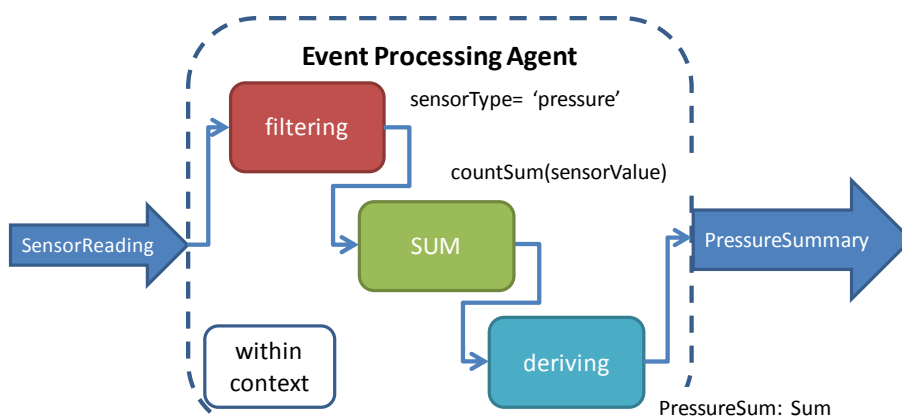 Event Processing Agent
sensorType= ‘pressure’
filtering
countSum(sensorValue)
SensorReading
SUM
PressureSummary
within
context
deriving
PressureSum: Sum